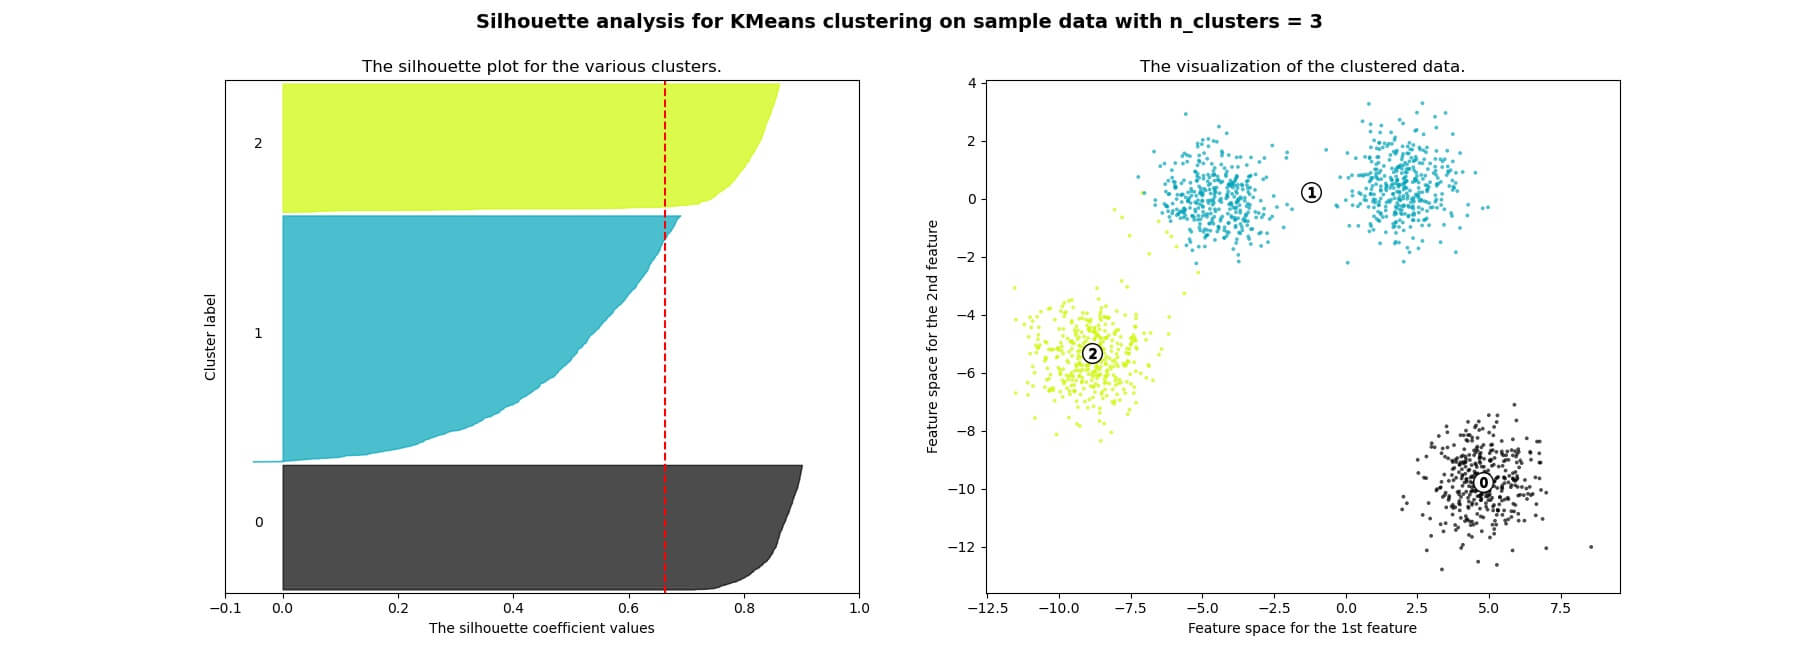 Silhouette analysis for KMeans clustering on sample data with n_clusters = 3
The silhouette plot for the various clusters.
Cluster label
2
1
0
−0.1 0.0 0.2 0.4 0.6 0.8 1.0
The silhouette coefficient values
The visualization of the clustered data.
Feature space for the 2nd feature
4
2
0
−2
−4
−6
−8
−10
−12
1
2
0
−12.5 −10.0 −7.5 −5.0 −2.5 0.0 2.5 5.0 7.5
Feature space for the 1st feature